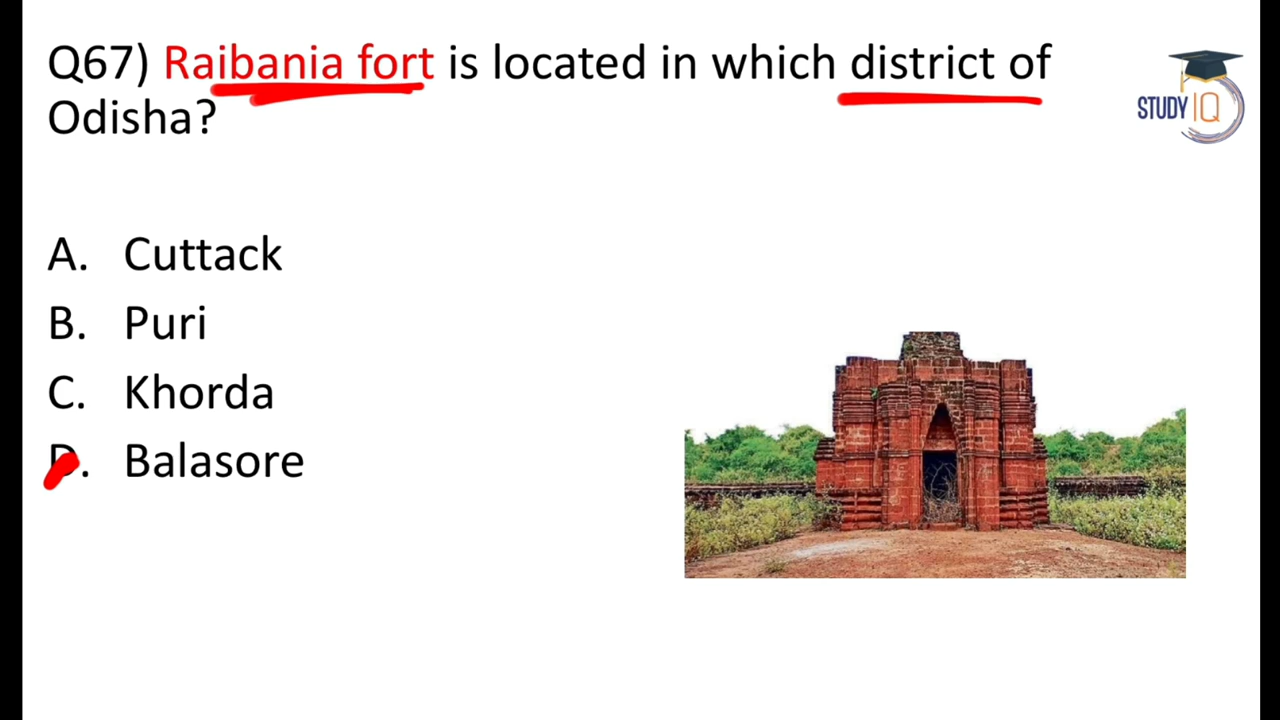 Q67) Raibania fort is located in which district of
Odisha?
STUDY IQ
A. Cuttack
B. Puri
C. Khorda
D. Balasore